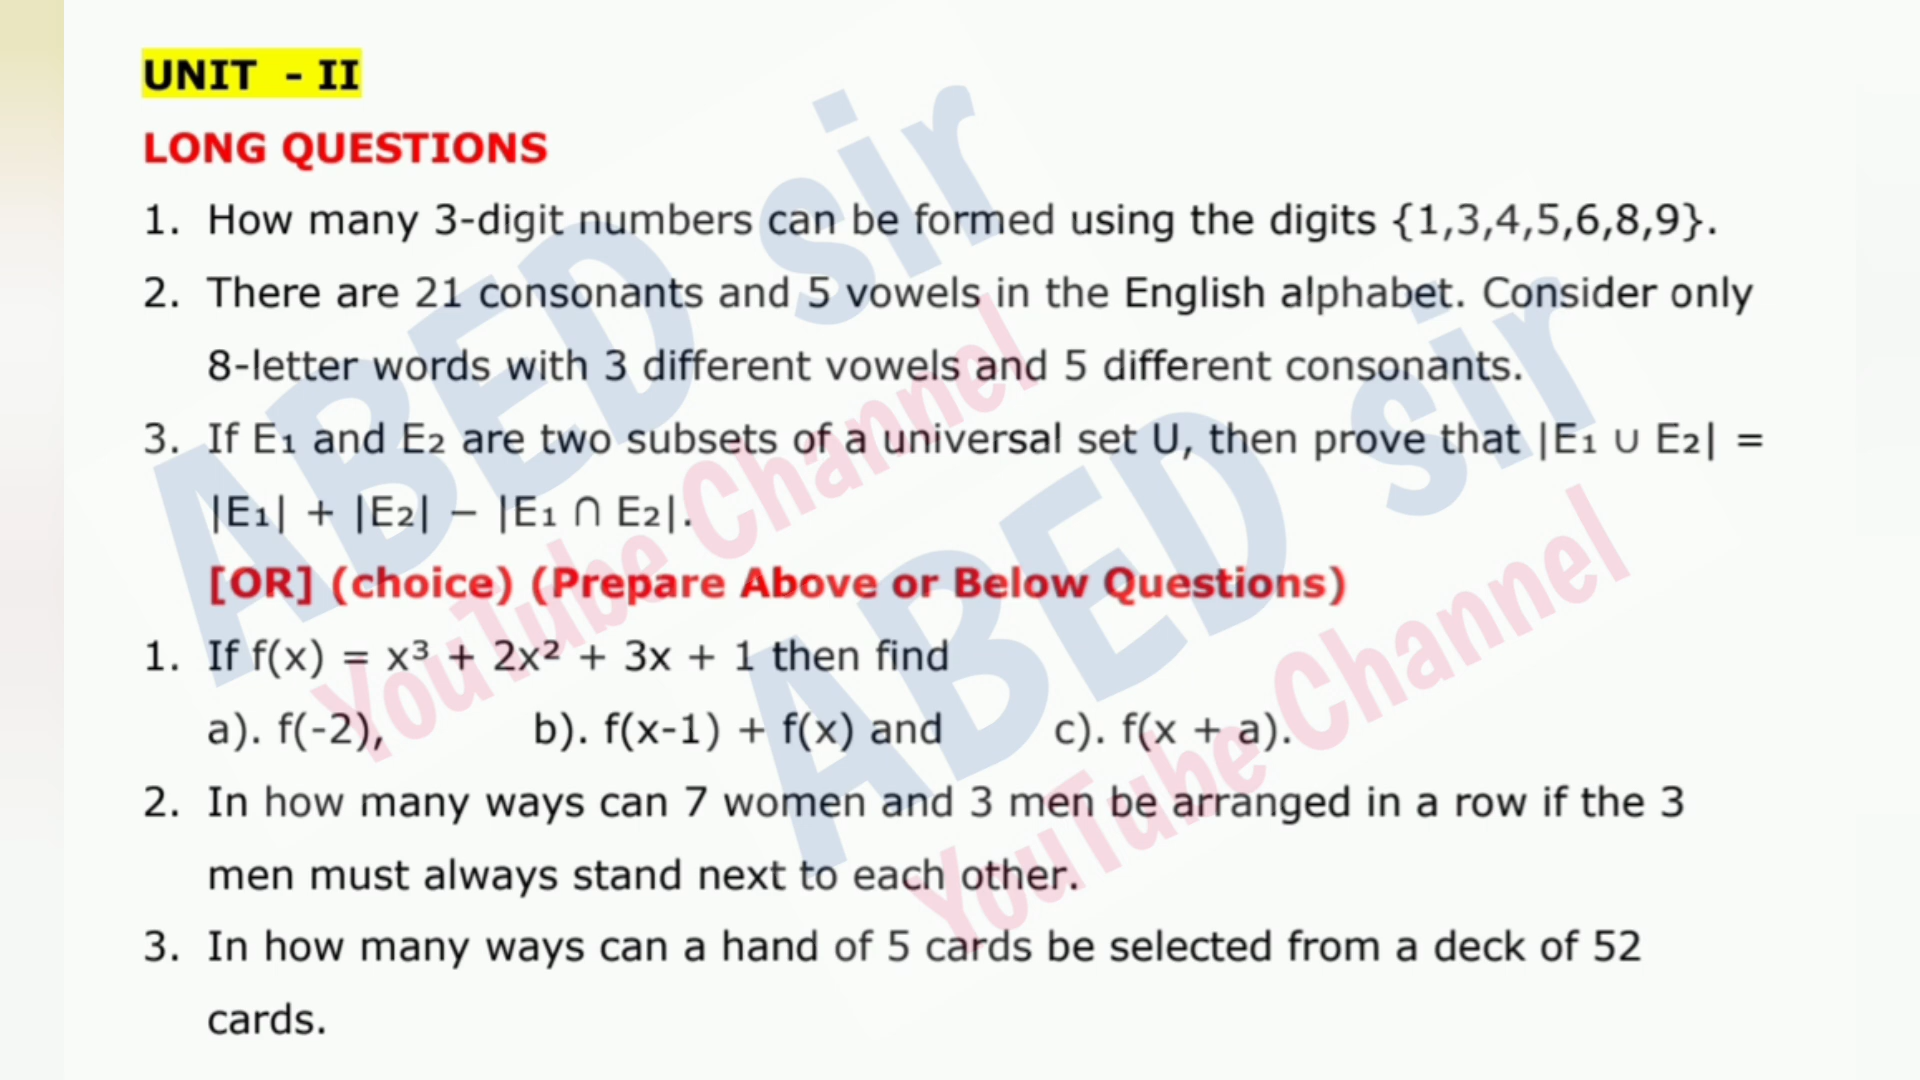 UNIT - II
LONG QUESTIONS
1. How many 3-digit numbers can be formed using the digits {1,3,4,5,6,8,9}.
2. There are 21 consonants and 5 vowels in the English alphabet. Consider only
8-letter words with 3 different vowels and 5 different consonants.
3. If E₁ and E₂ are two subsets of a universal set U, then prove that |E₁ ∪ E₂| =
|E₁| + |E₂| − |E₁ ∩ E₂|.
[OR] (choice) (Prepare Above or Below Questions)
1. If f(x) = x³ + 2x² + 3x + 1 then find
a). f(-2), b). f(x-1) + f(x) and c). f(x + a).
2. In how many ways can 7 women and 3 men be arranged in a row if the 3
men must always stand next to each other.
3. In how many ways can a hand of 5 cards be selected from a deck of 52
cards.
ABED sir
YouTube Channel
ABED sir
YouTube Channel